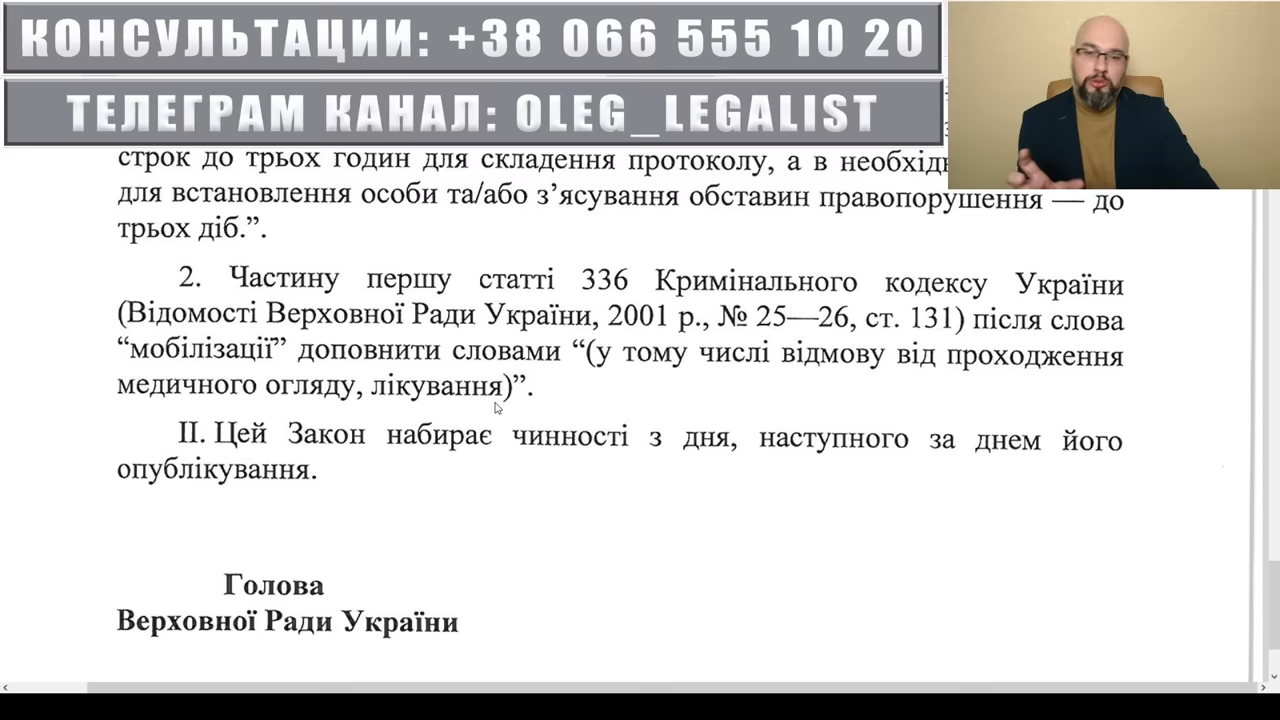 КОНСУЛЬТАЦИИ: +38 066 555 10 20
ТЕЛЕГРАМ КАНАЛ: OLEG_LEGALIST
строк до трьох годин для складення протоколу, а в
для встановлення особи та/або з’ясування обставин правопорушення — до
трьох діб.”.
2. Частину першу статті 336 Кримінального кодексу України
(Відомості Верховної Ради України, 2001 р., № 25—26, ст. 131) після слова
“мобілізації” доповнити словами “(у тому числі відмову від проходження
медичного огляду, лікування)”.
II. Цей Закон набирає чинності з дня, наступного за днем його
опублікування.
Голова
Верховної Ради України